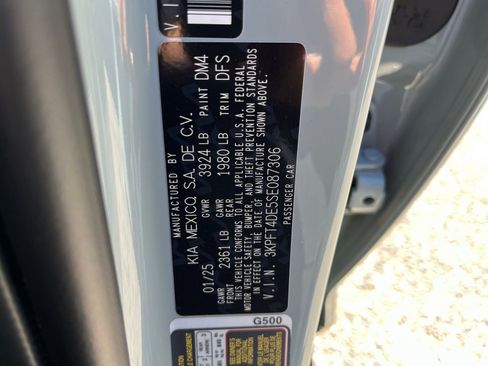 V.I
MANUFACTURED BY
KIA MEXICO, S.A. DE C.V.
01/25 GVWR 3924 LB PAINT DM4
GAWR FRONT 2361 LB GAWR REAR 1980 LB TRIM DFS
THIS VEHICLE CONFORMS TO ALL APPLICABLE U.S.A. FEDERAL
MOTOR VEHICLE SAFETY, BUMPER, AND THEFT PREVENTION STANDARDS
IN EFFECT ON THE DATE OF MANUFACTURE SHOWN ABOVE.
V.I.N. 3KPFT4DE5SE087306
PASSENGER CAR
G500